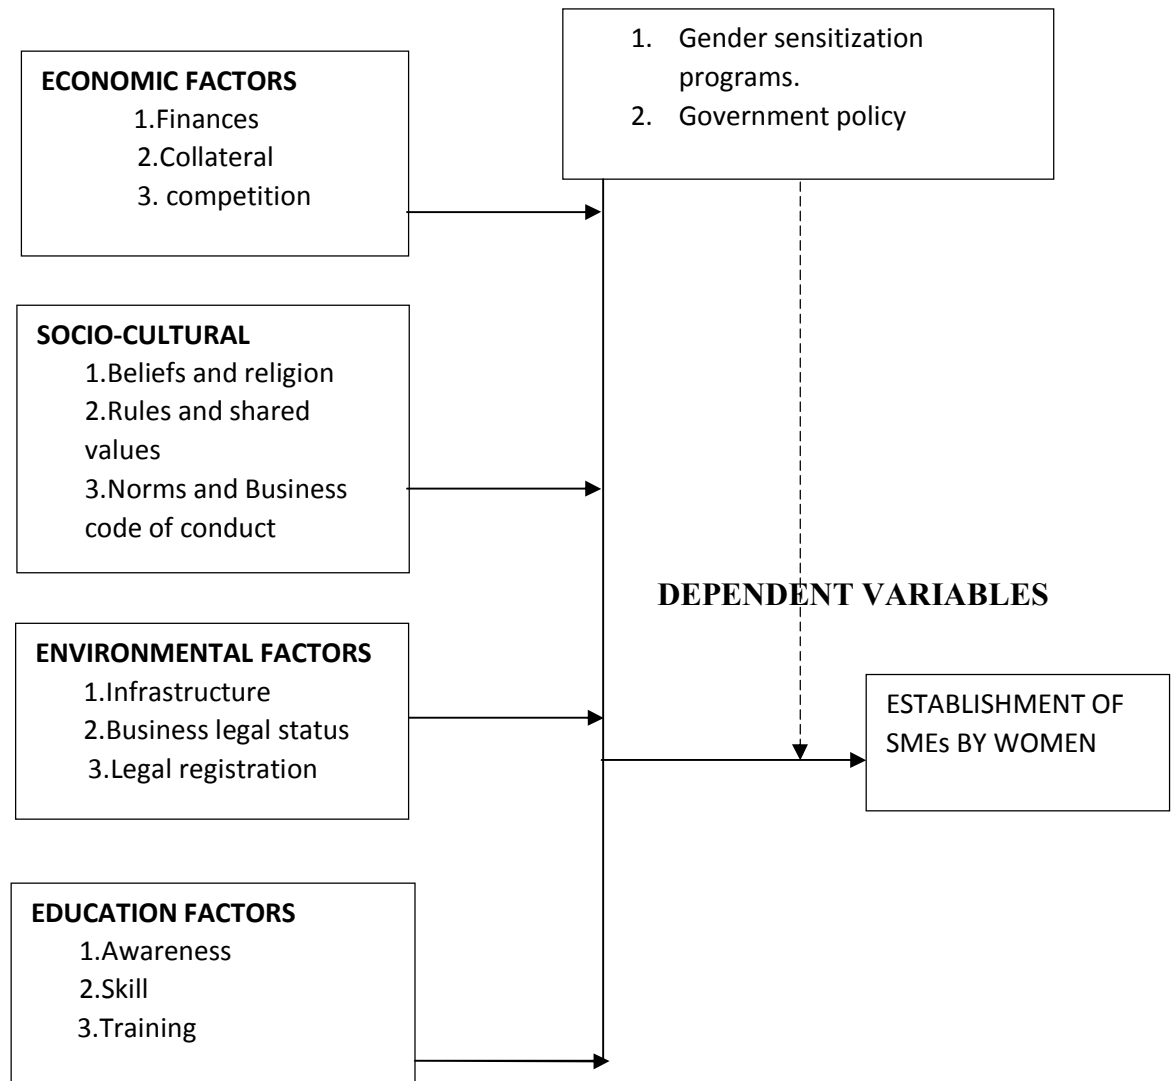 1. Gender sensitization
programs.
2. Government policy
ECONOMIC FACTORS
1.Finances
2.Collateral
3. competition
SOCIO-CULTURAL
1.Beliefs and religion
2.Rules and shared
values
3.Norms and Business
code of conduct
DEPENDENT VARIABLES
ENVIRONMENTAL FACTORS
1.Infrastructure
2.Business legal status
3.Legal registration
ESTABLISHMENT OF
SMEs BY WOMEN
EDUCATION FACTORS
1.Awareness
2.Skill
3.Training